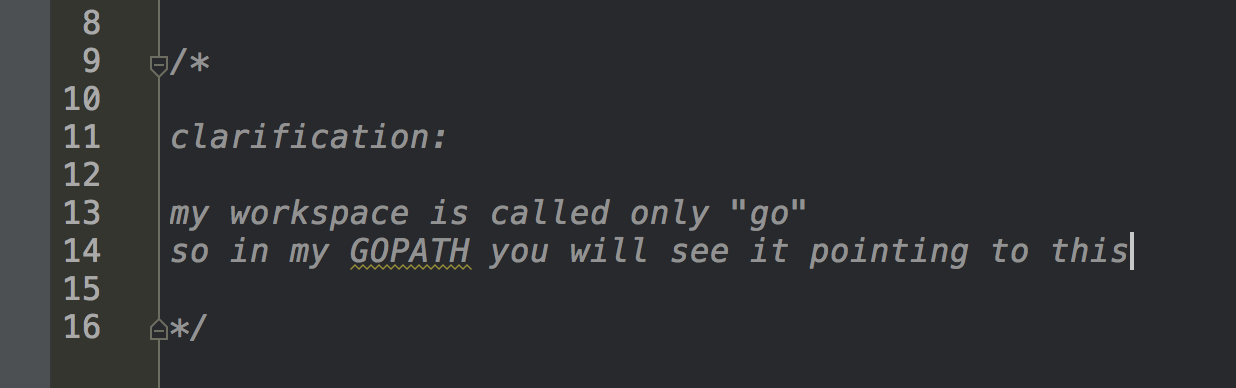 8
9 /*
10
11 clarification:
12
13 my workspace is called only "go"
14 so in my GOPATH you will see it pointing to this
15
16 */